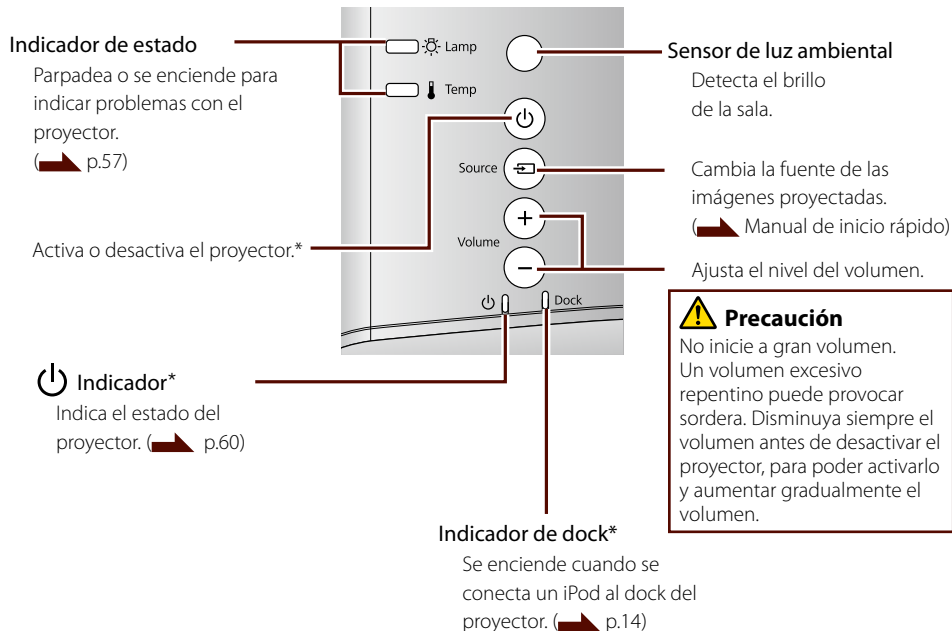 Indicador de estado
Parpadea o se enciende para
indicar problemas con el
proyector.
( p.57)
Activa o desactiva el proyector.*
Indicador*
Indica el estado del
proyector. ( p.60)
Lamp
Temp
Source
Volume
Dock
Sensor de luz ambiental
Detecta el brillo
de la sala.
Cambia la fuente de las
imágenes proyectadas.
( Manual de inicio rápido)
Ajusta el nivel del volumen.
Precaución
No inicie a gran volumen.
Un volumen excesivo
repentino puede provocar
sordera. Disminuya siempre el
volumen antes de desactivar el
proyector, para poder activarlo
y aumentar gradualmente el
volumen.
Indicador de dock*
Se enciende cuando se
conecta un iPod al dock del
proyector. ( p.14)